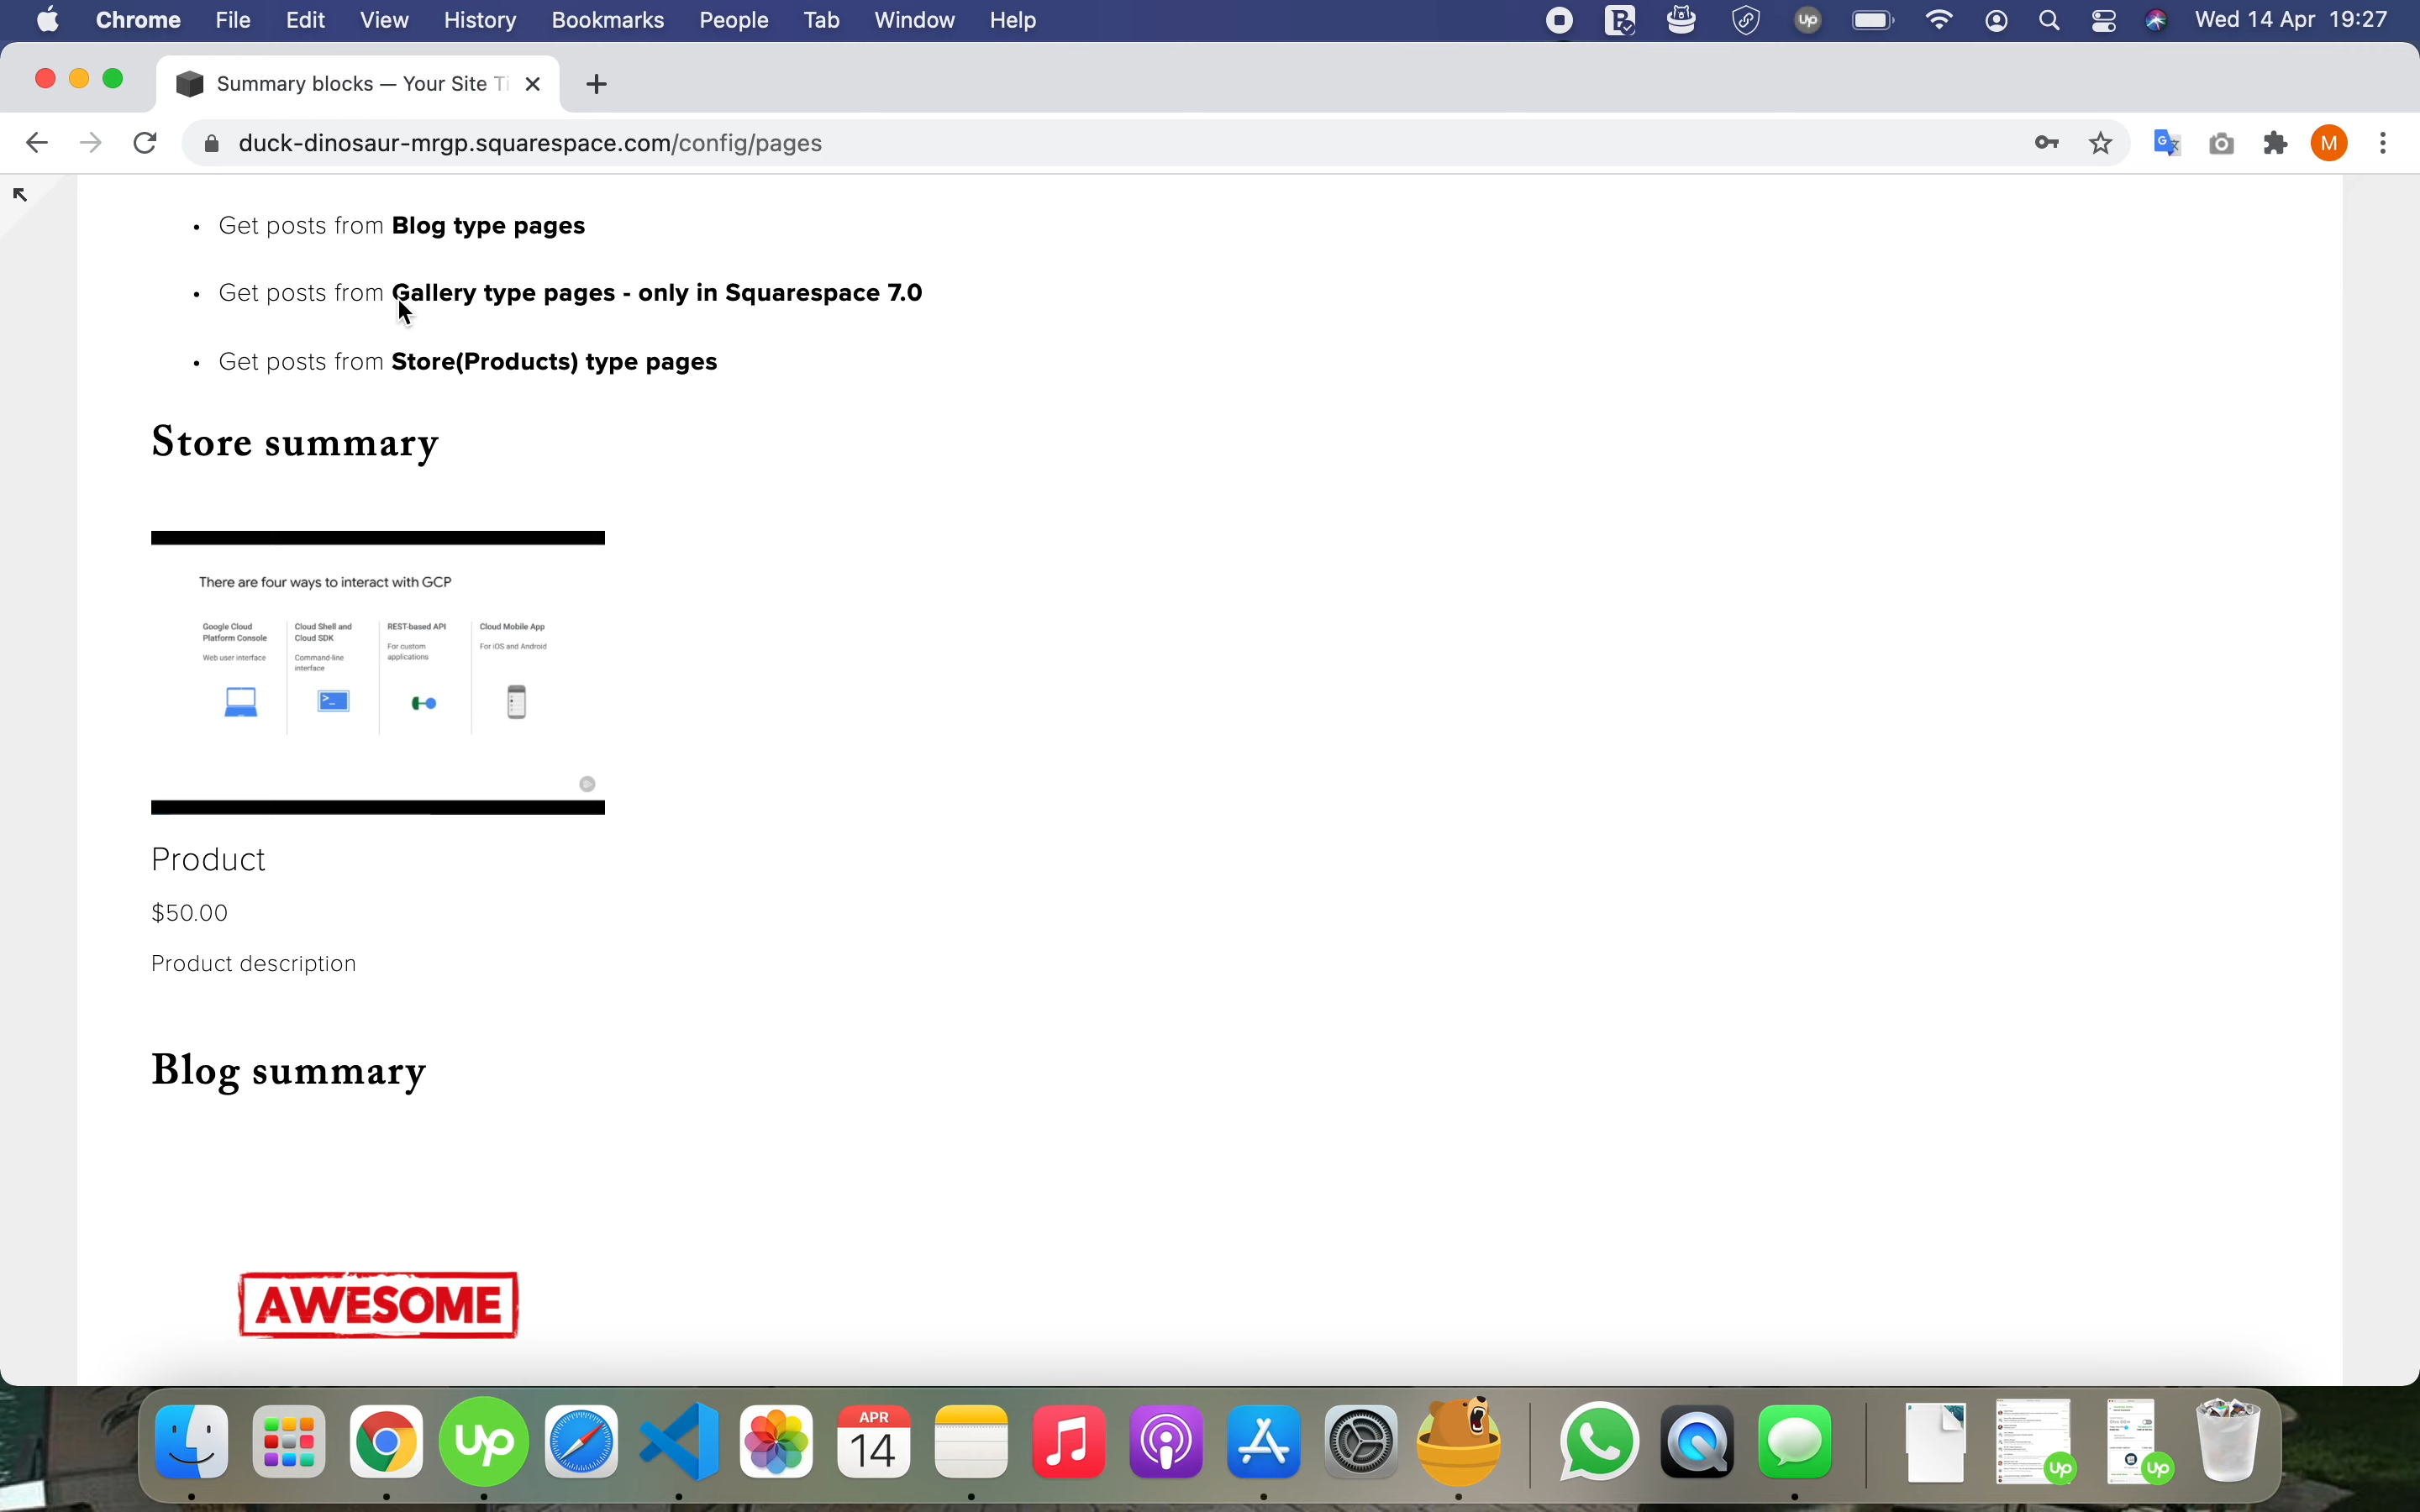 Chrome File Edit View History Bookmarks People Tab Window Help
up
Wed 14 Apr 19:27
Summary blocks — Your Site Ti
duck-dinosaur-mrgp.squarespace.com/config/pages
M
• Get posts from Blog type pages
• Get posts from Gallery type pages - only in Squarespace 7.0
• Get posts from Store(Products) type pages
Store summary
There are four ways to interact with GCP
Google Cloud Platform Console
Web user interface
Cloud Shell and Cloud SDK
Command-line interface
REST-based API
For custom applications
Cloud Mobile App
For iOS and Android
Product
$50.00
Product description
Blog summary
AWESOME
up
APR
14
up
up